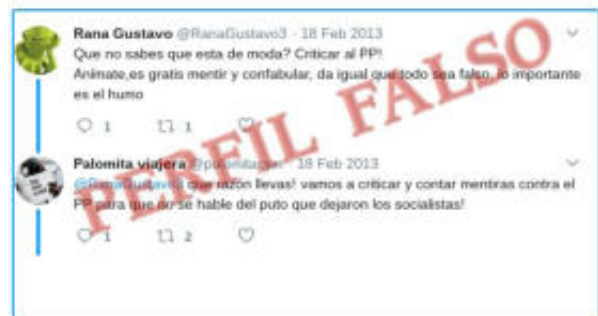 Rana Gustavo @RanaGustavo3 · 18 Feb 2013
Que no sabes que esta de moda? Criticar al PP!
Animate,es gratis mentir y confabular, da igual que todo sea falso, lo importante
es el humo
1 1
Palomita viajera · 18 Feb 2013
@RanaGustavo3 que razón llevas! vamos a criticar y contar mentiras contra el
PP para que no se hable del puto que dejaron los socialistas!
1 2
PERFIL FALSO